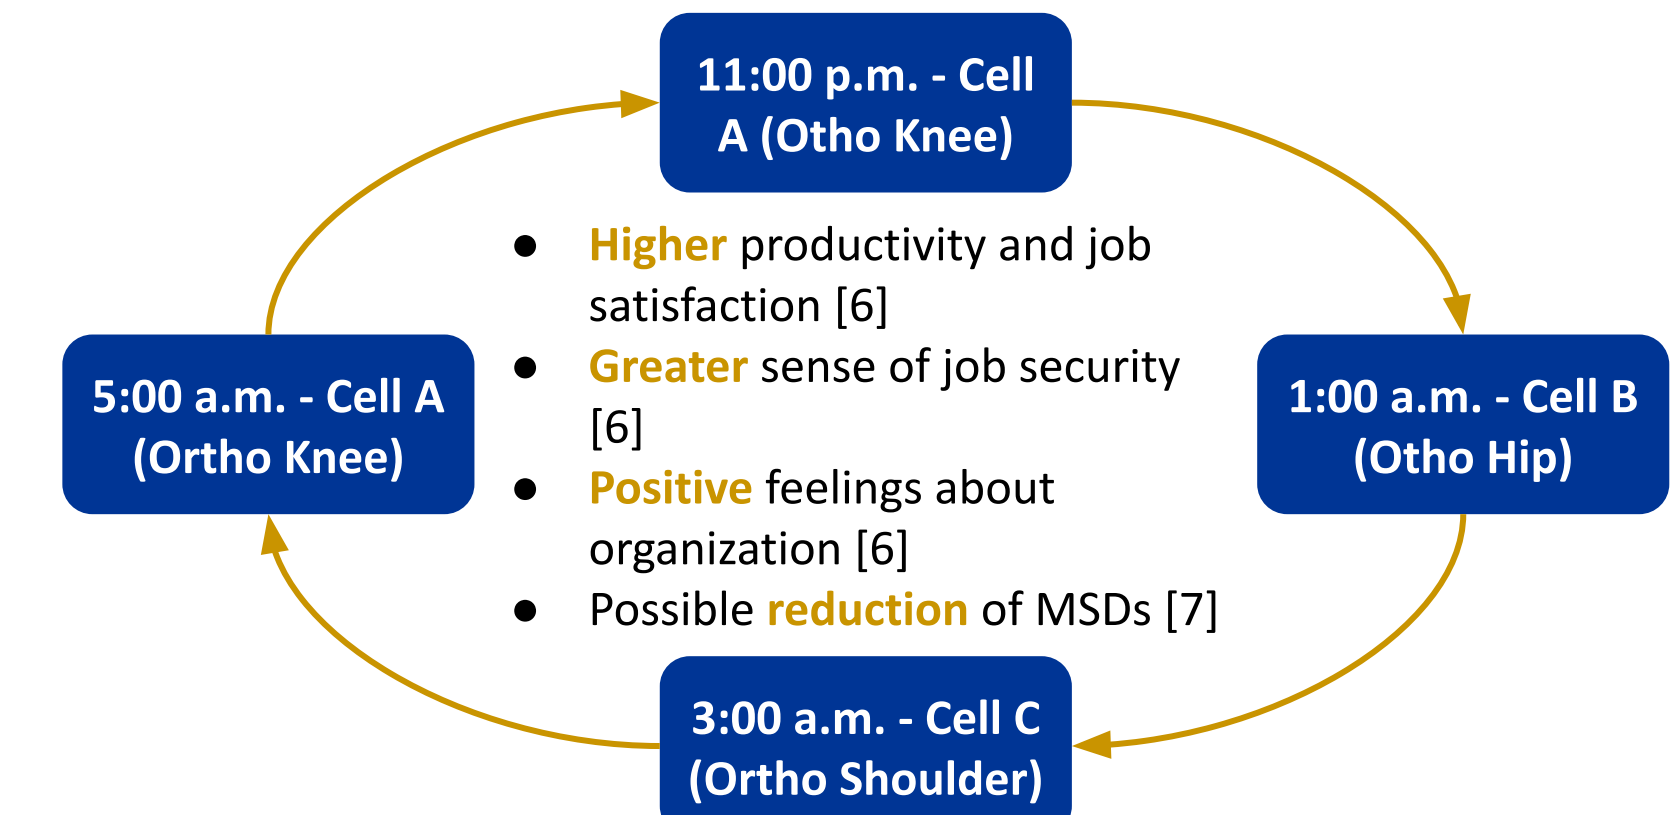 11:00 p.m. - Cell
A (Otho Knee)
● Higher productivity and job
satisfaction [6]
● Greater sense of job security
[6]
● Positive feelings about
organization [6]
● Possible reduction of MSDs [7]
5:00 a.m. - Cell A
(Ortho Knee)
1:00 a.m. - Cell B
(Otho Hip)
3:00 a.m. - Cell C
(Ortho Shoulder)